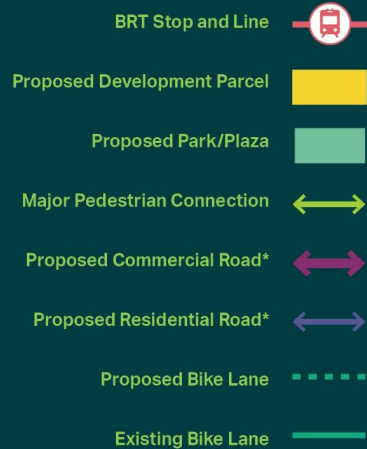 BRT Stop and Line
Proposed Development Parcel
Proposed Park/Plaza
Major Pedestrian Connection
Proposed Commercial Road*
Proposed Residential Road*
Proposed Bike Lane
Existing Bike Lane